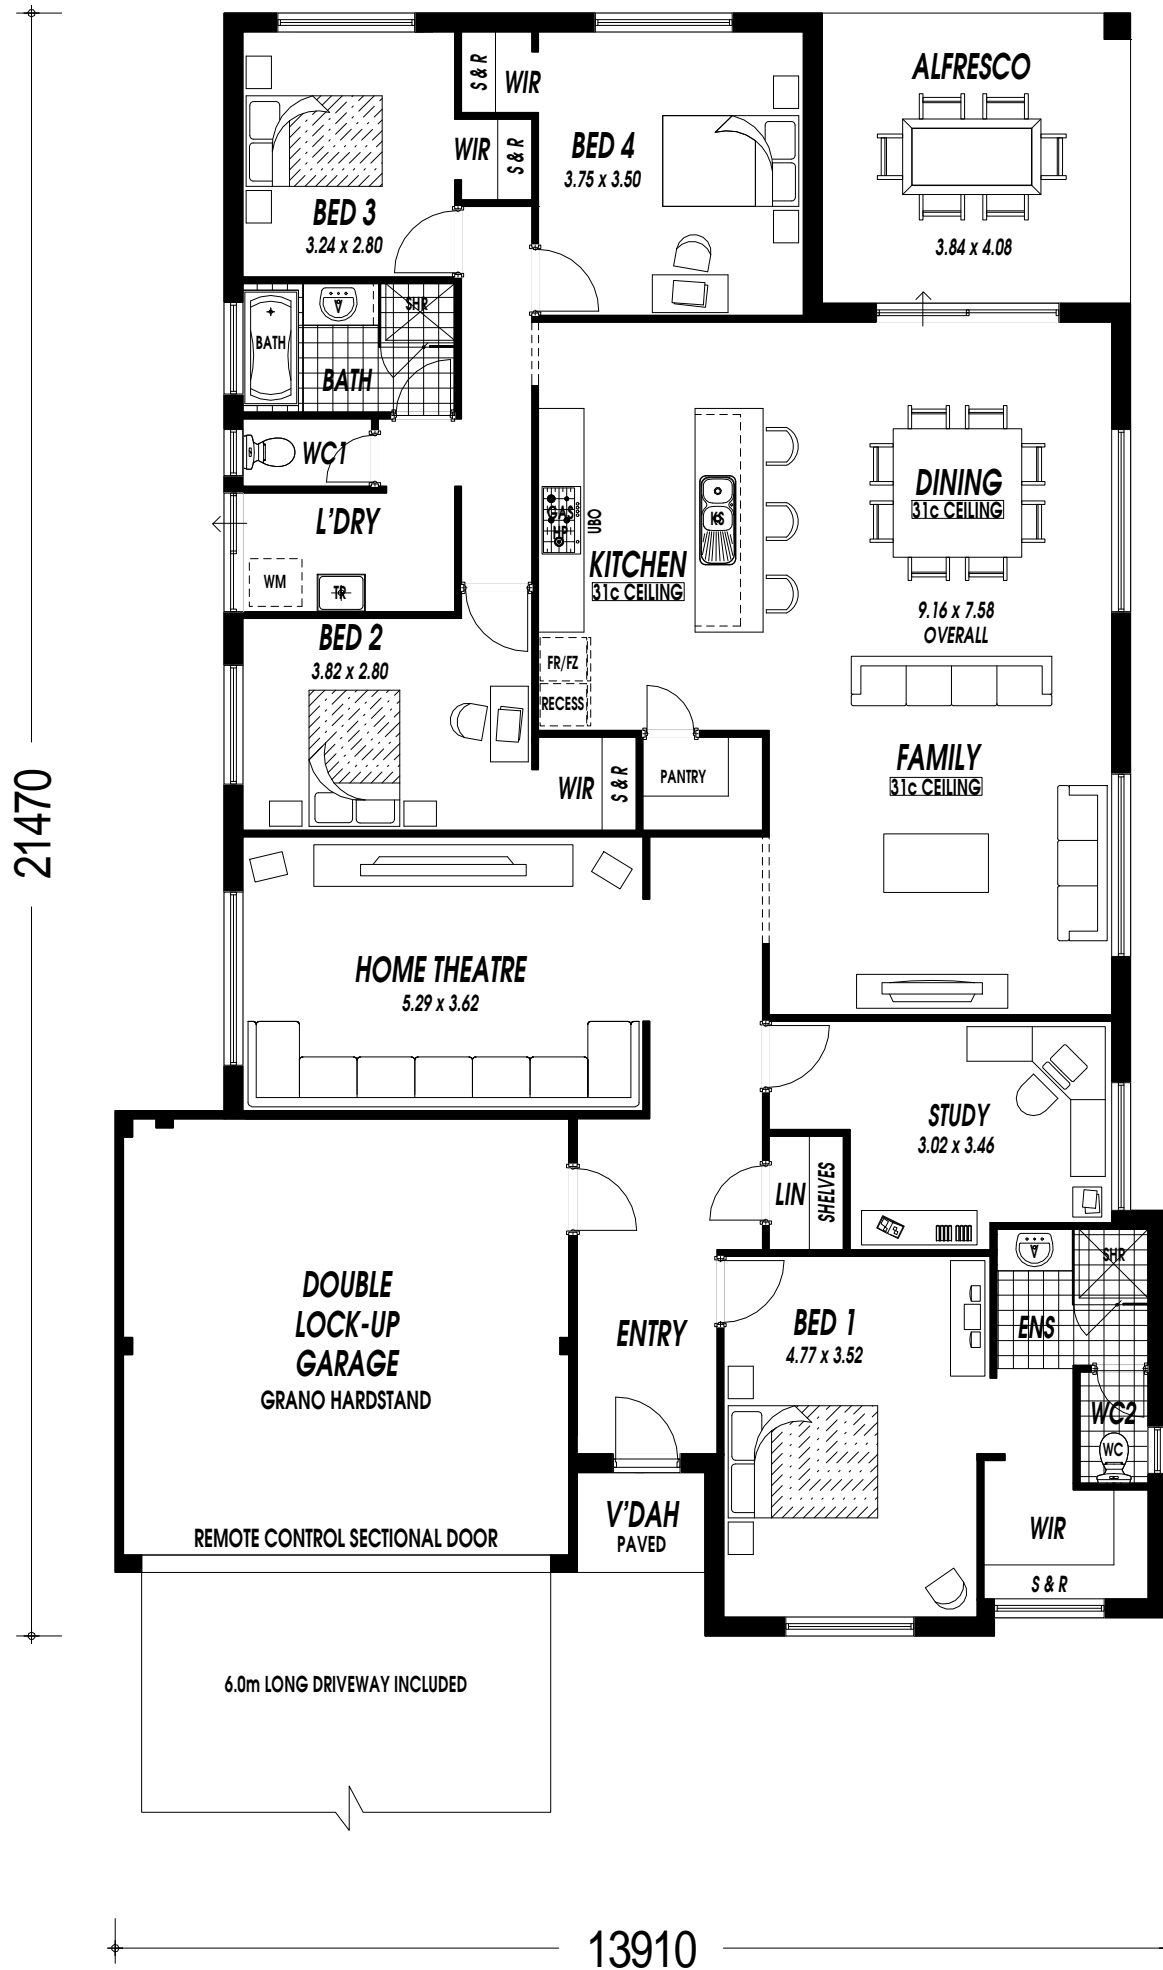 S & R
WIR
ALFRESCO
3.84 x 4.08
WIR
S & R
BED 4
3.75 x 3.50
BED 3
3.24 x 2.80
SHR
BATH
BATH
WC1
L'DRY
WM
TR
GAS
HP
UBO
KS
KITCHEN
31c CEILING
DINING
31c CEILING
9.16 x 7.58
OVERALL
BED 2
3.82 x 2.80
FR/FZ
RECESS
WIR
S & R
PANTRY
FAMILY
31c CEILING
21470
HOME THEATRE
5.29 x 3.62
STUDY
3.02 x 3.46
LIN
SHELVES
DOUBLE
LOCK-UP
GARAGE
GRANO HARDSTAND
ENTRY
BED 1
4.77 x 3.52
SHR
ENS
WC2
WC
WIR
S & R
V'DAH
PAVED
REMOTE CONTROL SECTIONAL DOOR
6.0m LONG DRIVEWAY INCLUDED
13910